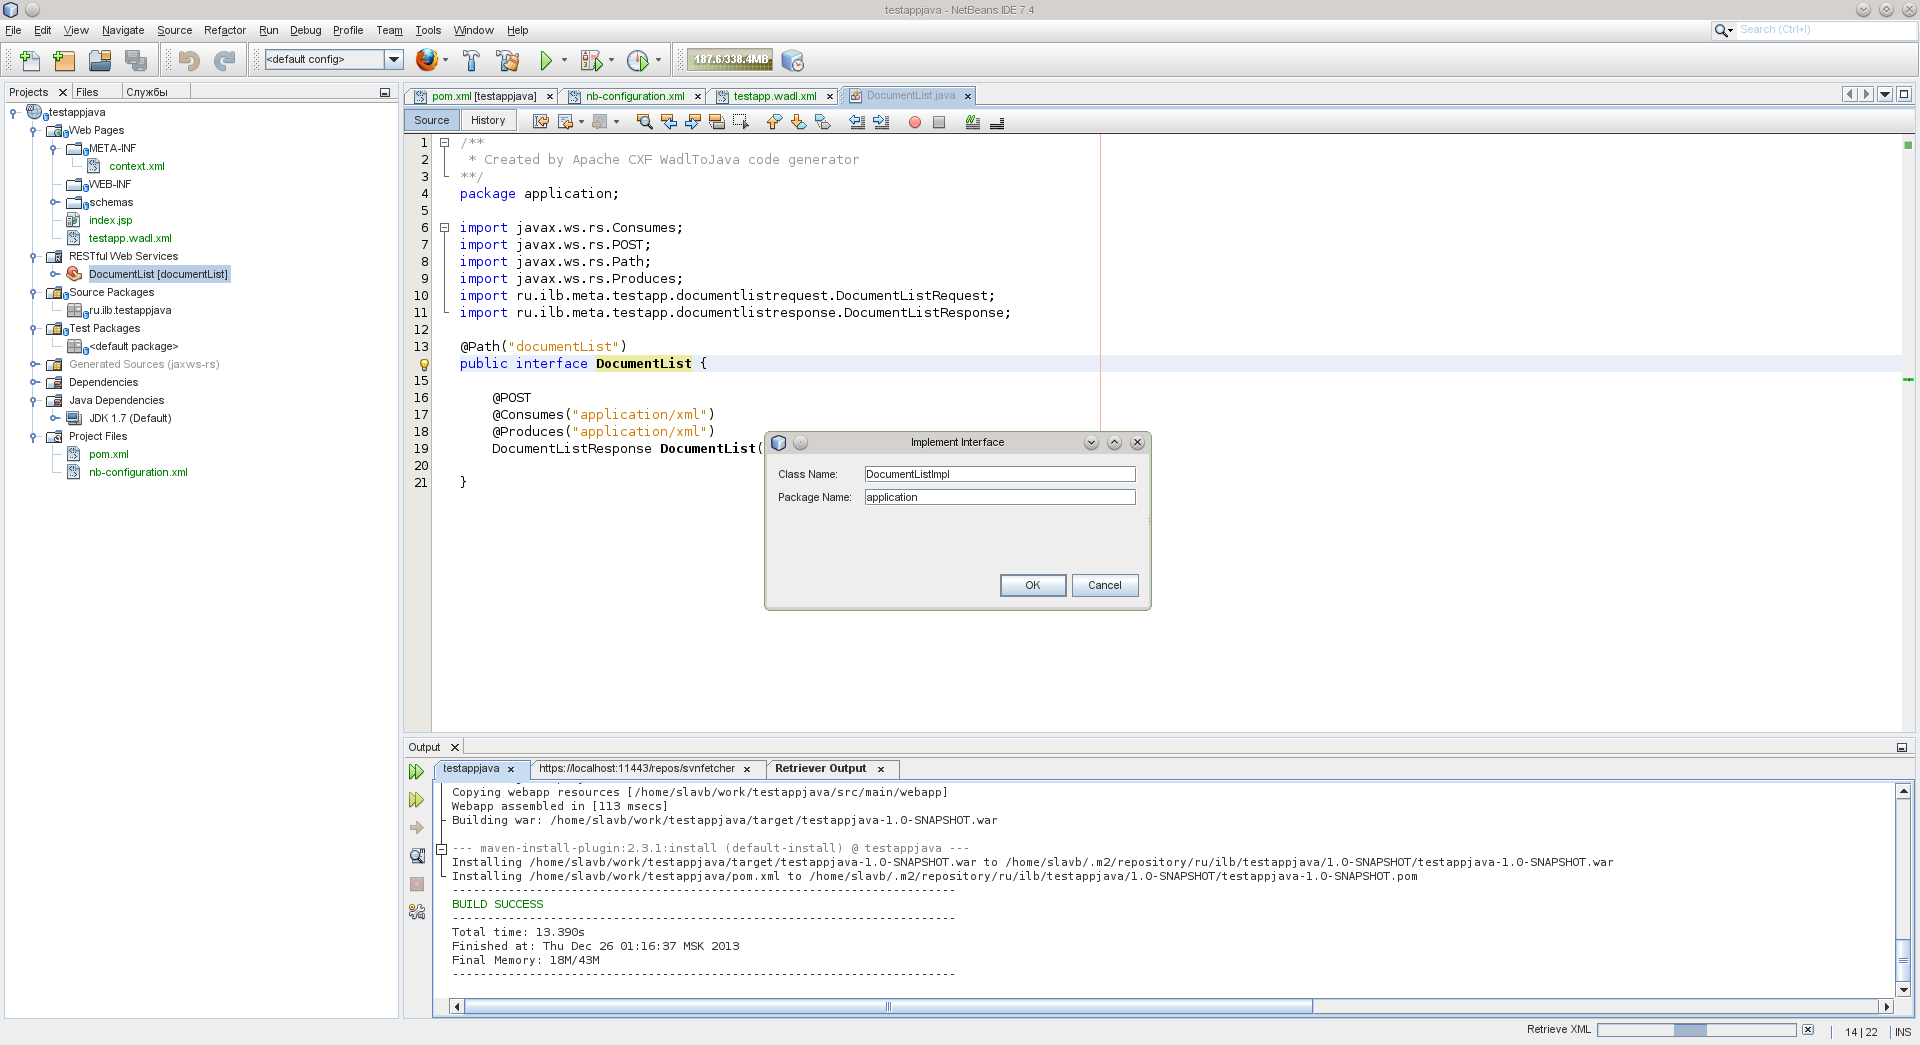 testappjava - NetBeans IDE 7.4
File Edit View Navigate Source Refactor Run Debug Profile Team Tools Window Help
Search (Ctrl+I)
<default config>
187.6/338.4MB
Projects Files Службы
testappjava
Web Pages
META-INF
context.xml
WEB-INF
schemas
index.jsp
testapp.wadl.xml
RESTful Web Services
DocumentList [documentList]
Source Packages
ru.ilb.testappjava
Test Packages
<default package>
Generated Sources (jaxws-rs)
Dependencies
Java Dependencies
JDK 1.7 (Default)
Project Files
pom.xml
nb-configuration.xml
pom.xml [testappjava] nb-configuration.xml testapp.wadl.xml DocumentList.java
Source History
1 /**
2 * Created by Apache CXF WadlToJava code generator
3 **/
4 package application;
5
6 import javax.ws.rs.Consumes;
7 import javax.ws.rs.POST;
8 import javax.ws.rs.Path;
9 import javax.ws.rs.Produces;
10 import ru.ilb.meta.testapp.documentlistrequest.DocumentListRequest;
11 import ru.ilb.meta.testapp.documentlistresponse.DocumentListResponse;
12
13 @Path("documentList")
public interface DocumentList {
15
16 @POST
17 @Consumes("application/xml")
18 @Produces("application/xml")
19 DocumentListResponse DocumentList(
20
21 }
Implement Interface
Class Name: DocumentListImpl
Package Name: application
OK Cancel
Output
testappjava https://localhost:11443/repos/svnfetcher Retriever Output
Copying webapp resources [/home/slavb/work/testappjava/src/main/webapp]
Webapp assembled in [113 msecs]
Building war: /home/slavb/work/testappjava/target/testappjava-1.0-SNAPSHOT.war
--- maven-install-plugin:2.3.1:install (default-install) @ testappjava ---
Installing /home/slavb/work/testappjava/target/testappjava-1.0-SNAPSHOT.war to /home/slavb/.m2/repository/ru/ilb/testappjava/1.0-SNAPSHOT/testappjava-1.0-SNAPSHOT.war
Installing /home/slavb/work/testappjava/pom.xml to /home/slavb/.m2/repository/ru/ilb/testappjava/1.0-SNAPSHOT/testappjava-1.0-SNAPSHOT.pom
------------------------------------------------------------------------
BUILD SUCCESS
------------------------------------------------------------------------
Total time: 13.390s
Finished at: Thu Dec 26 01:16:37 MSK 2013
Final Memory: 18M/43M
------------------------------------------------------------------------
Retrieve XML
14 | 22 INS